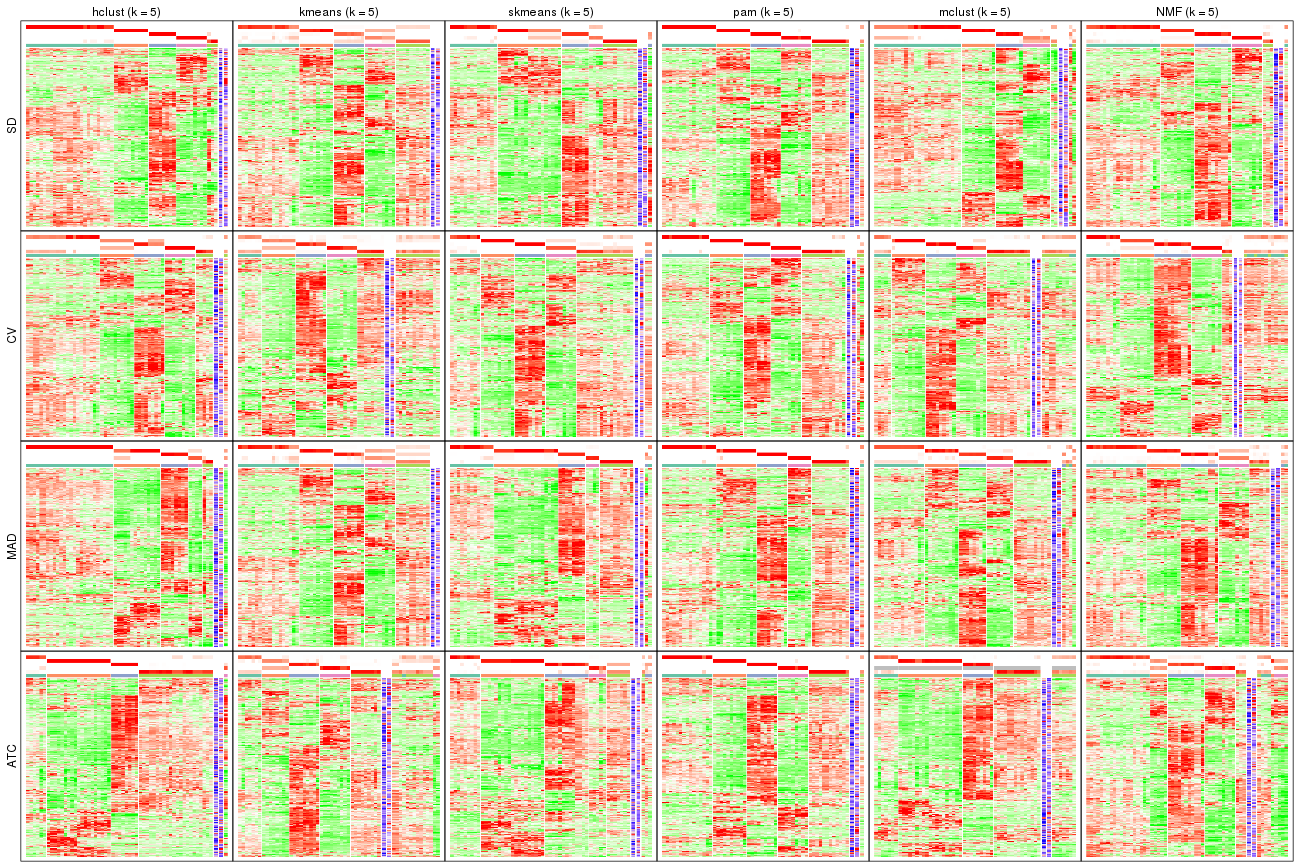 hclust (k = 5)
kmeans (k = 5)
skmeans (k = 5)
pam (k = 5)
mclust (k = 5)
NMF (k = 5)
SD
CV
MAD
ATC